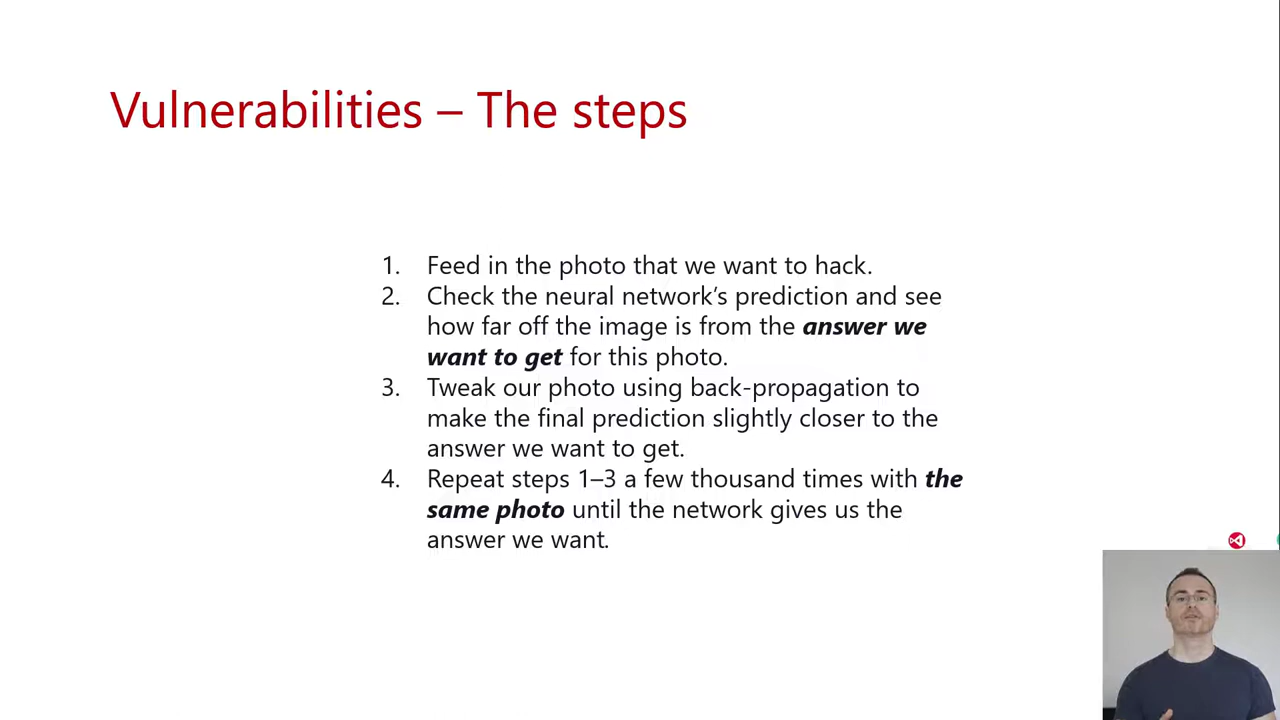 Vulnerabilities – The steps
1. Feed in the photo that we want to hack.
2. Check the neural network’s prediction and see
how far off the image is from the answer we
want to get for this photo.
3. Tweak our photo using back-propagation to
make the final prediction slightly closer to the
answer we want to get.
4. Repeat steps 1–3 a few thousand times with the
same photo until the network gives us the
answer we want.